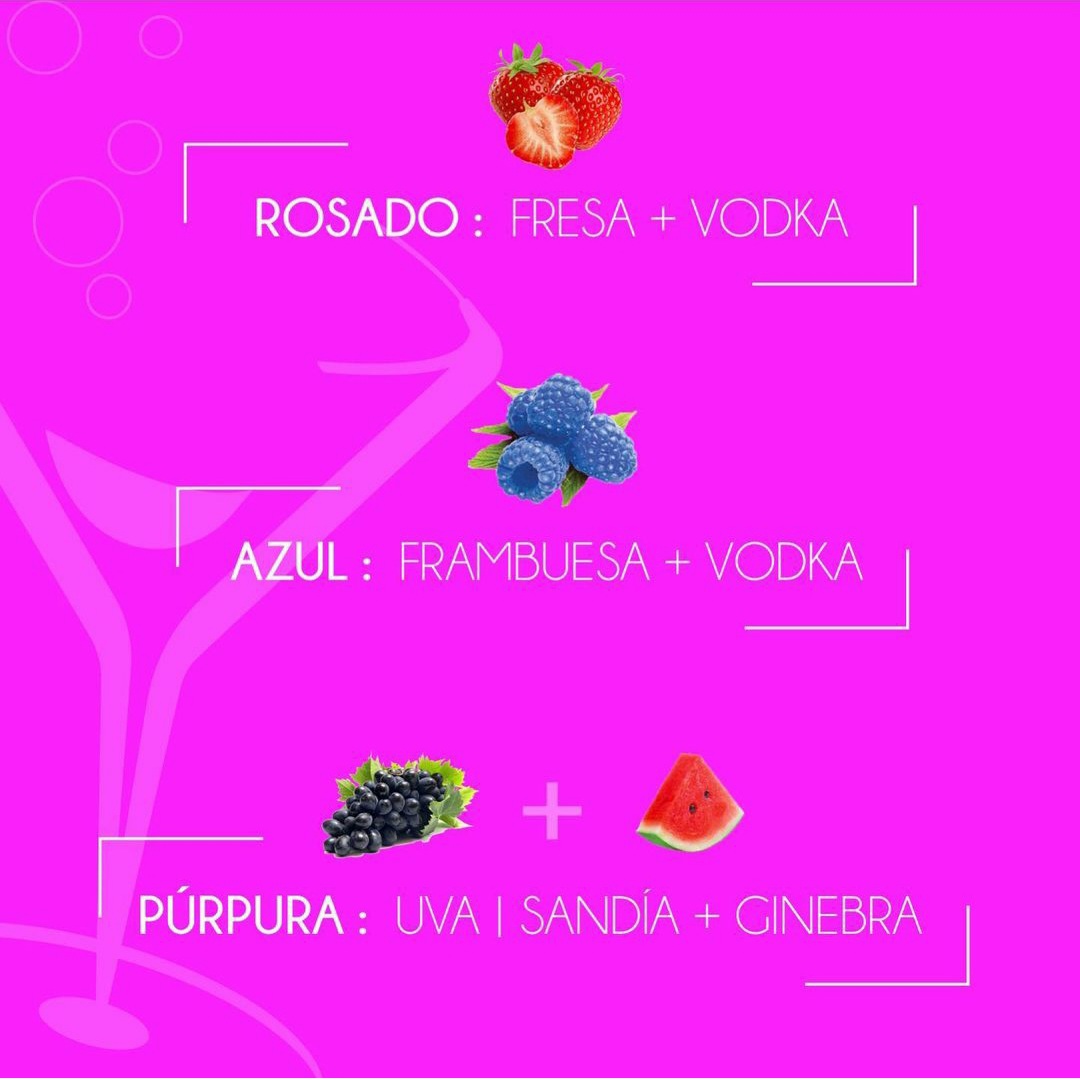 ROSADO : FRESA + VODKA
AZUL : FRAMBUESA + VODKA
+
PÚRPURA : UVA | SANDÍA + GINEBRA